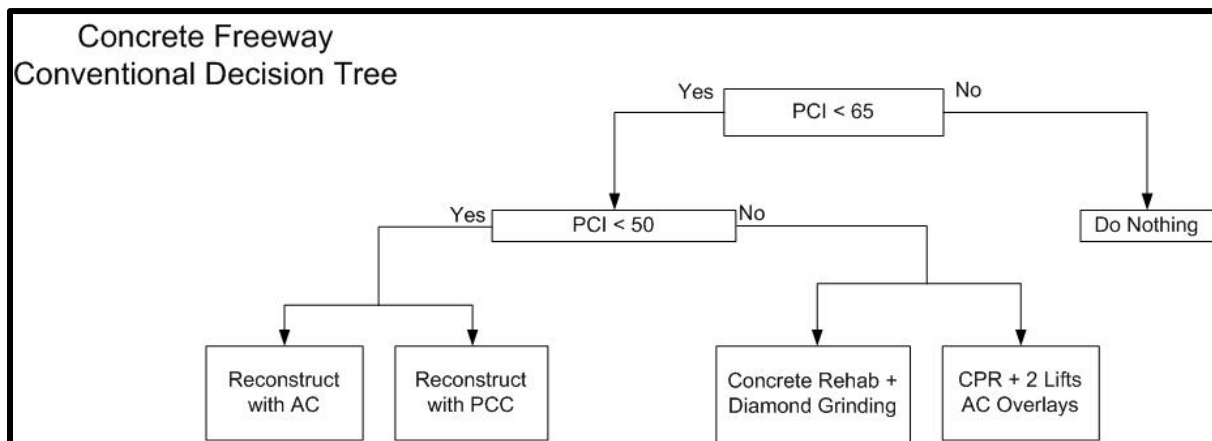 Concrete Freeway
Conventional Decision Tree
Yes
PCI < 65
No
Yes
PCI < 50
No
Do Nothing
Reconstruct
with AC
Reconstruct
with PCC
Concrete Rehab +
Diamond Grinding
CPR + 2 Lifts
AC Overlays